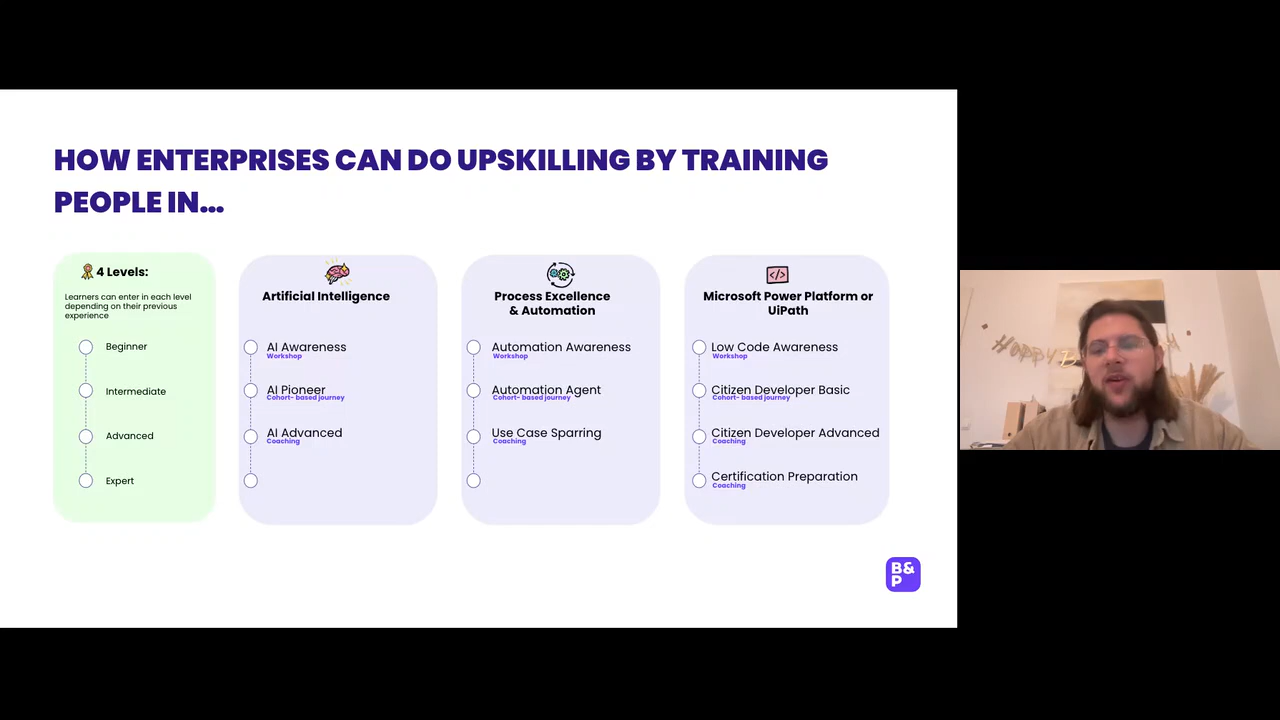 HOW ENTERPRISES CAN DO UPSKILLING BY TRAINING
PEOPLE IN...
4 Levels:
Learners can enter in each level
depending on their previous
experience
Beginner
Intermediate
Advanced
Expert
Artificial Intelligence
AI Awareness
Workshop
AI Pioneer
Cohort- based journey
AI Advanced
Coaching
Process Excellence
& Automation
Automation Awareness
Workshop
Automation Agent
Cohort- based journey
Use Case Sparring
Coaching
</>
Microsoft Power Platform or
UiPath
Low Code Awareness
Workshop
Citizen Developer Basic
Cohort- based journey
Citizen Developer Advanced
Coaching
Certification Preparation
Coaching
B&
P
HAPPY B